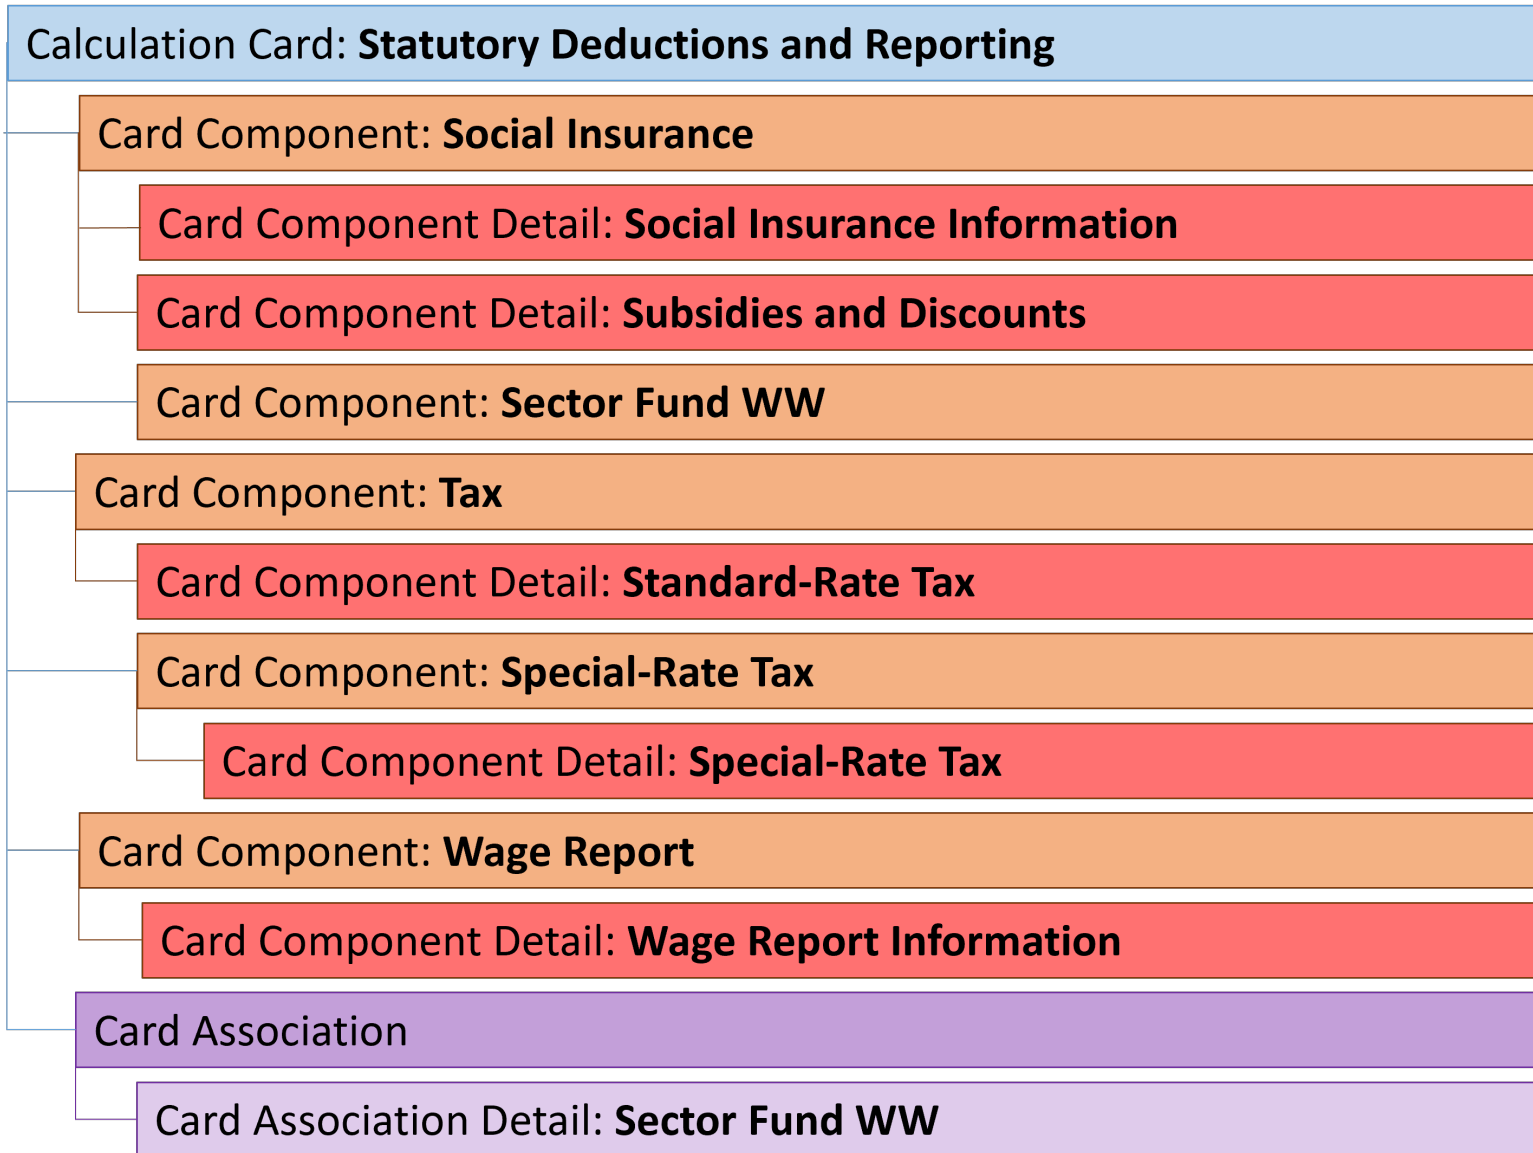 Calculation Card: Statutory Deductions and Reporting
Card Component: Social Insurance
Card Component Detail: Social Insurance Information
Card Component Detail: Subsidies and Discounts
Card Component: Sector Fund WW
Card Component: Tax
Card Component Detail: Standard-Rate Tax
Card Component: Special-Rate Tax
Card Component Detail: Special-Rate Tax
Card Component: Wage Report
Card Component Detail: Wage Report Information
Card Association
Card Association Detail: Sector Fund WW